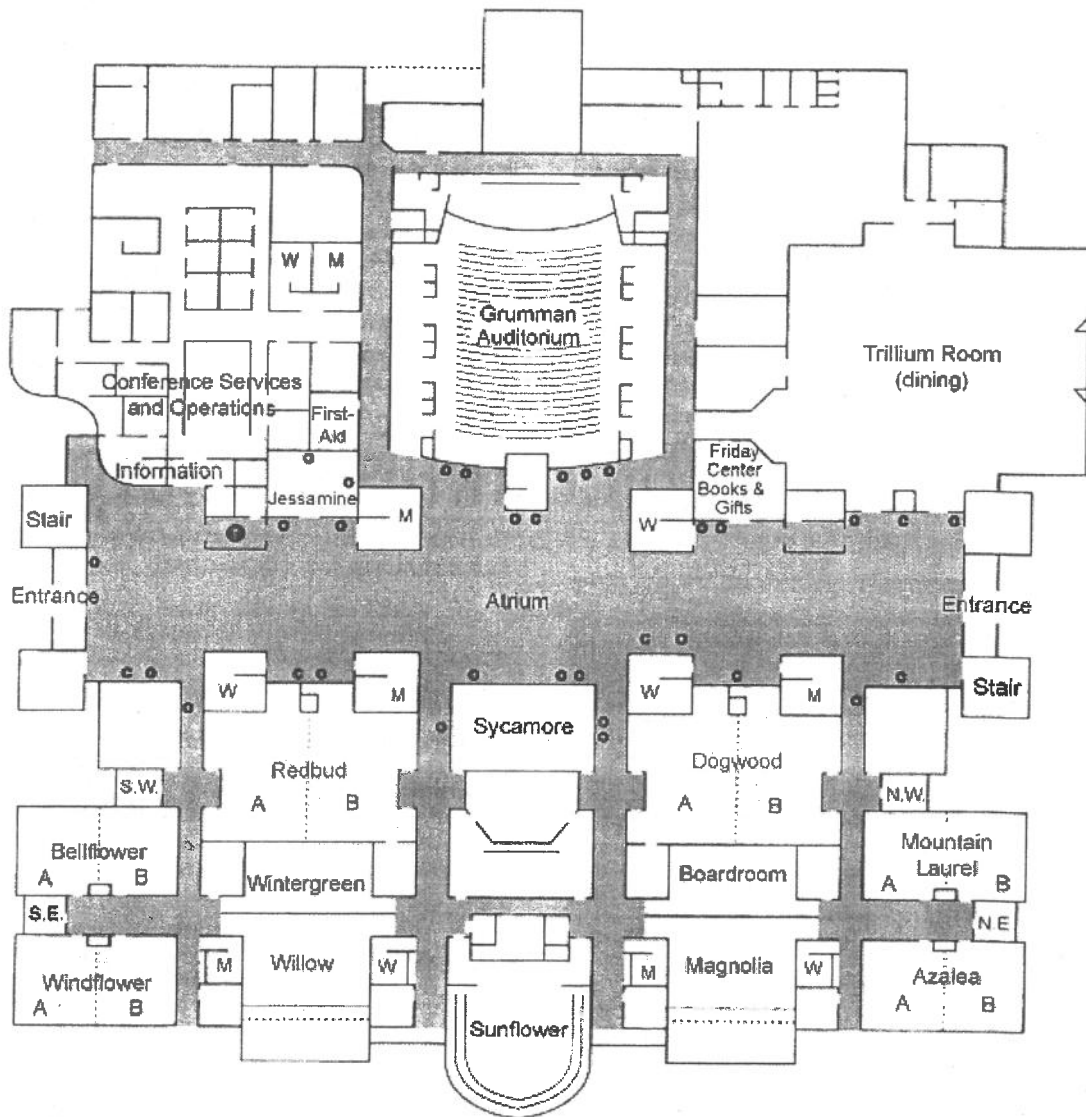 W
M
Grumman
Auditorium
Trillium Room
(dining)
Conference Services
and Operations
First-
Aid
Information
Friday
Center
Books &
Gifts
Jessamine
Stair
M
W
Entrance
Atrium
Entrance
W
M
W
M
Stair
Sycamore
Redbud
A
B
Dogwood
A
B
S.W.
N.W.
Bellflower
A
B
Mountain
Laurel
A
B
Wintergreen
Boardroom
S.E.
N.E
Windflower
A
B
M
Willow
W
M
Magnolia
W
Azalea
A
B
Sunflower